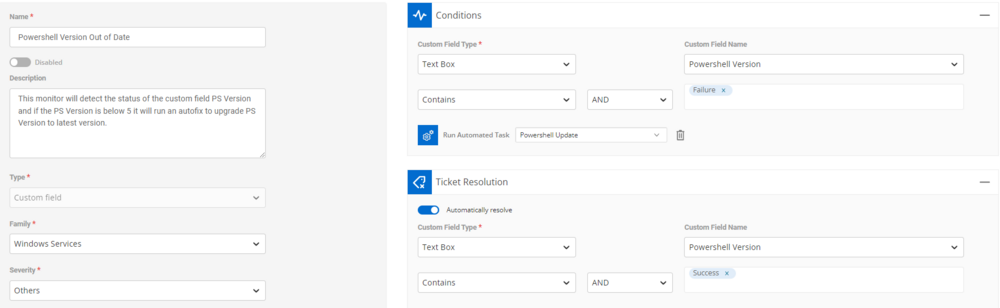 Name *
Powershell Version Out of Date
Disabled
Description
This monitor will detect the status of the custom field PS Version
and if the PS Version is below 5 it will run an autofix to upgrade PS
Version to latest version.
Type *
Custom field
Family *
Windows Services
Severity *
Others
Conditions
Custom Field Type * Custom Field Name
Text Box Powershell Version
Contains AND Failure ×
Run Automated Task Powershell Update
Ticket Resolution
Automatically resolve
Custom Field Type * Custom Field Name
Text Box Powershell Version
Contains AND Success ×